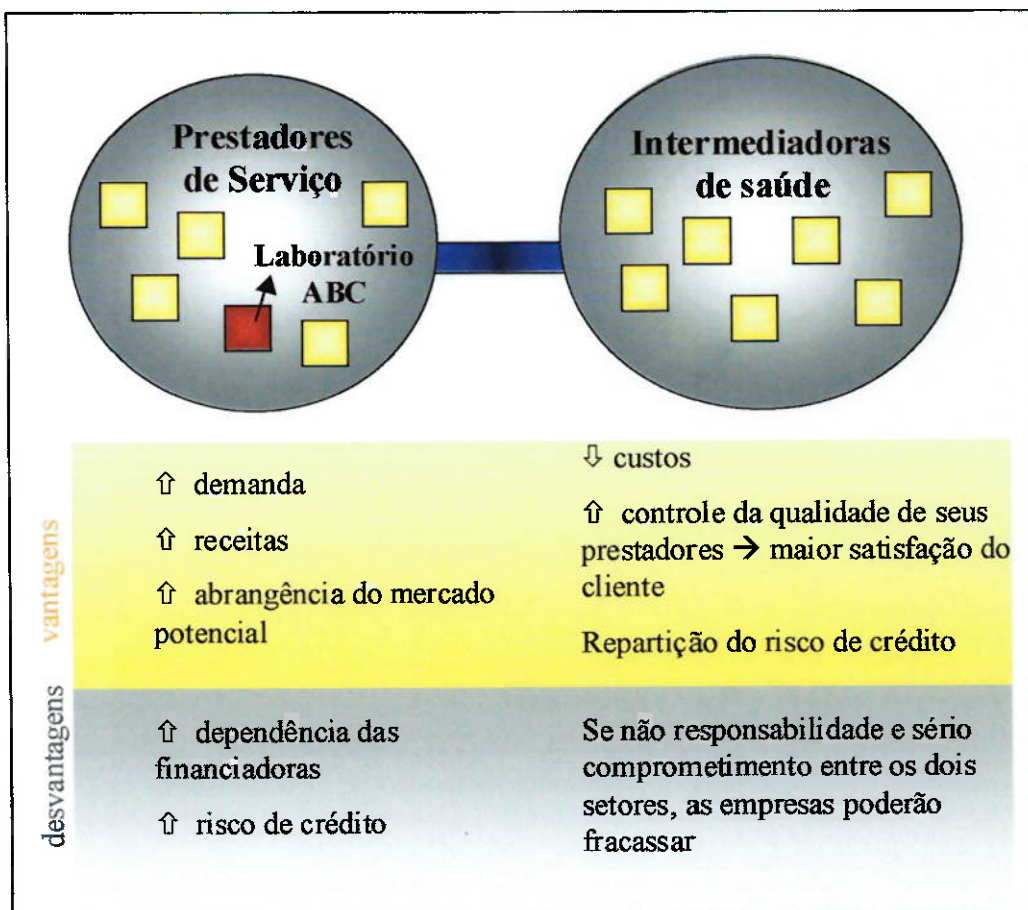 Prestadores
de Serviço
Laboratório
ABC
Intermediadoras
de saúde
vantagens
⇧ demanda
⇧ receitas
⇧ abrangência do mercado
potencial
⇩ custos
⇧ controle da qualidade de seus
prestadores → maior satisfação do
cliente
Repartição do risco de crédito
desvantagens
⇧ dependência das
financiadoras
⇧ risco de crédito
Se não responsabilidade e sério
comprometimento entre os dois
setores, as empresas poderão
fracassar